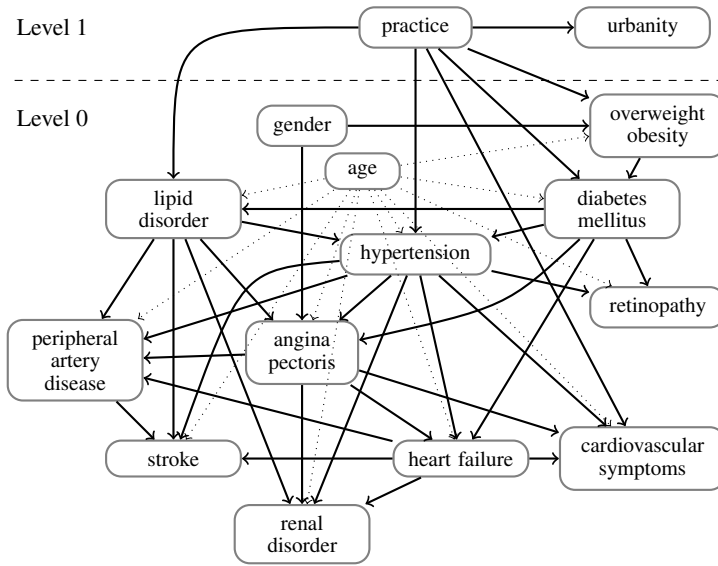 Level 1
practice
urbanity
Level 0
gender
overweight
obesity
age
lipid
disorder
diabetes
mellitus
hypertension
retinopathy
peripheral
artery
disease
angina
pectoris
stroke
heart failure
cardiovascular
symptoms
renal
disorder